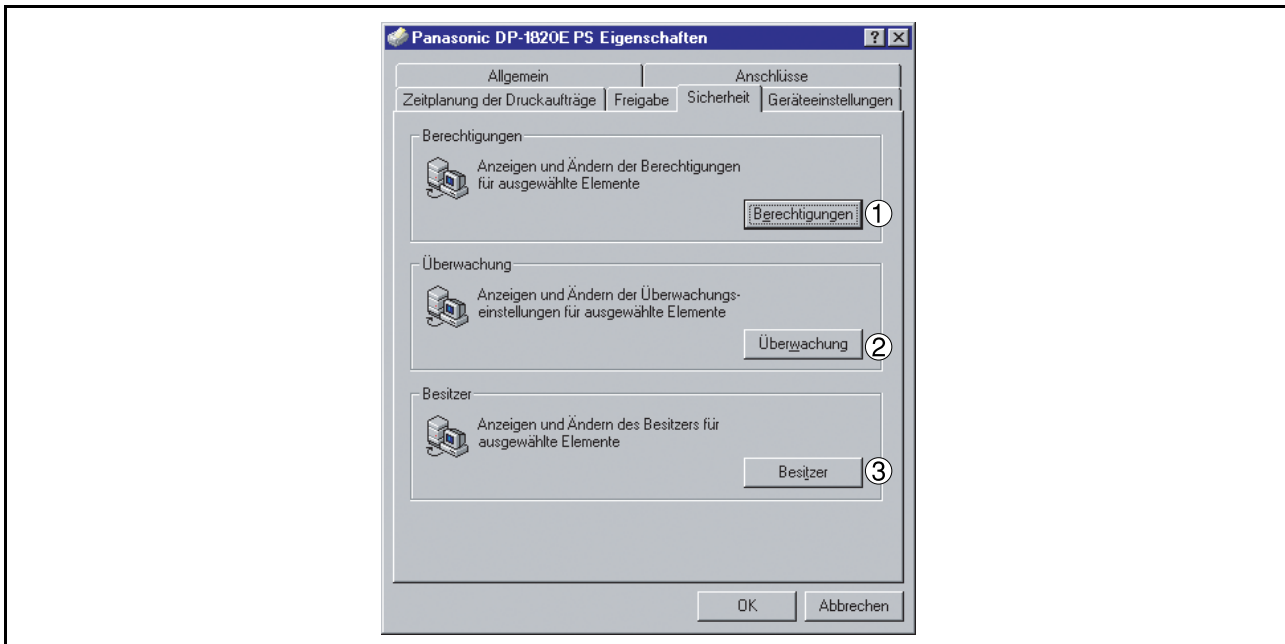 Panasonic DP-1820E PS Eigenschaften
Allgemein
Anschlüsse
Zeitplanung der Druckaufträge
Freigabe
Sicherheit
Geräteeinstellungen
Berechtigungen
Anzeigen und Ändern der Berechtigungen
für ausgewählte Elemente
Berechtigungen ①
Überwachung
Anzeigen und Ändern der Überwachungs-
einstellungen für ausgewählte Elemente
Überwachung ②
Besitzer
Anzeigen und Ändern des Besitzers für
ausgewählte Elemente
Besitzer ③
OK
Abbrechen